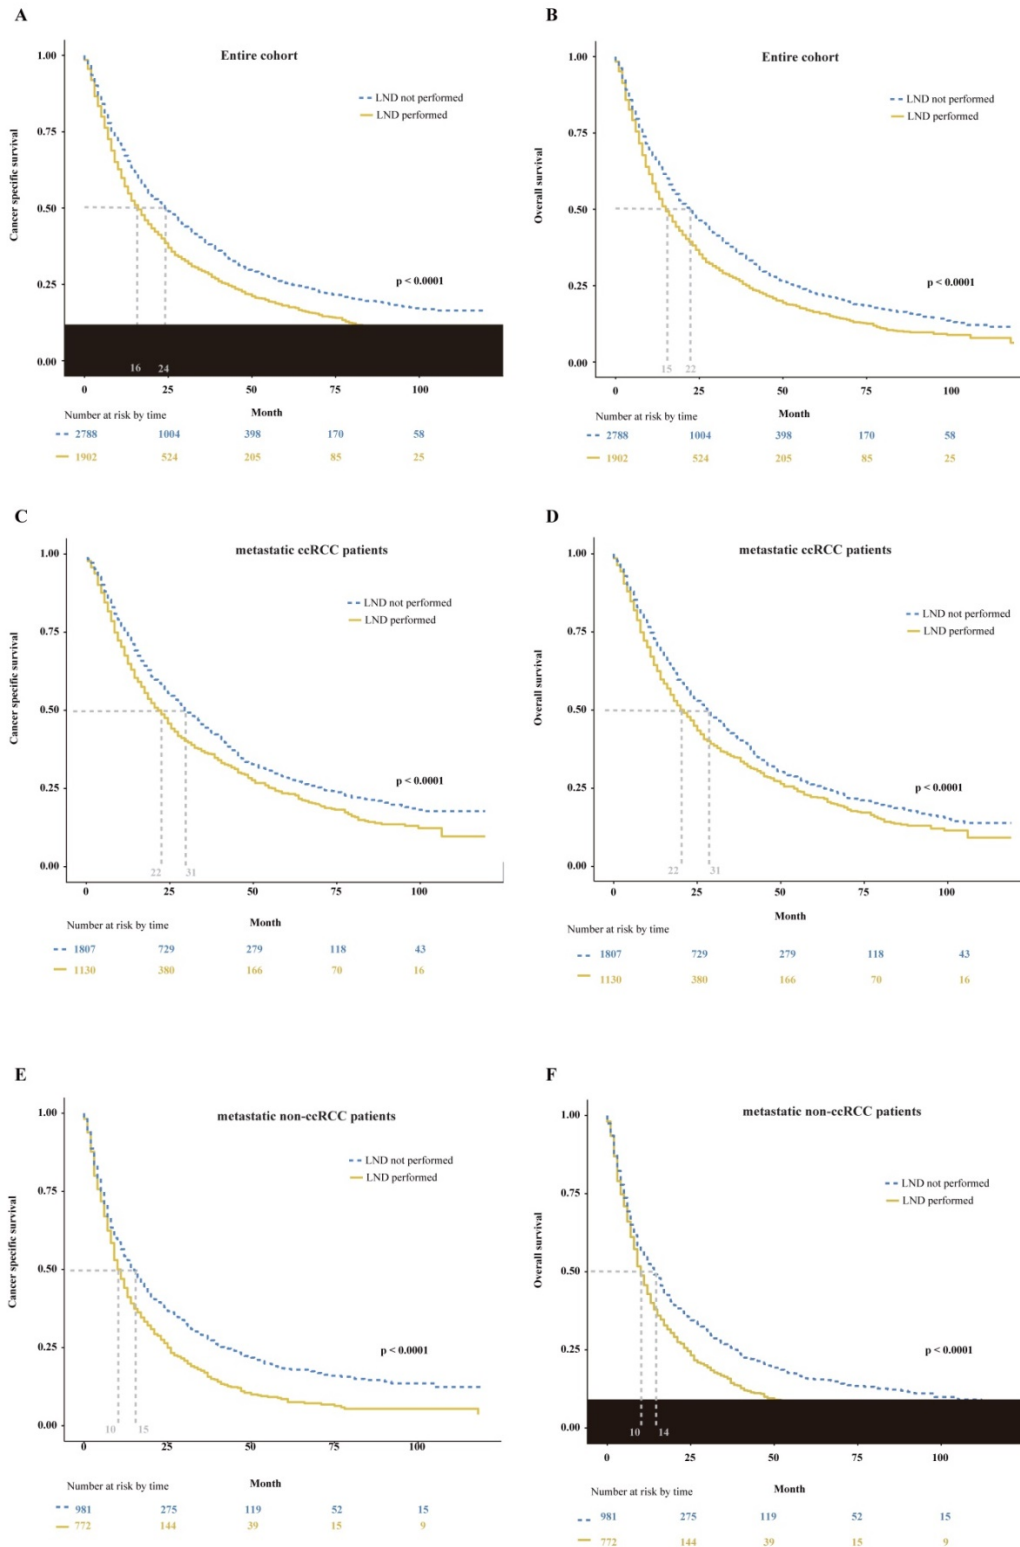 A
Entire cohort
LND not performed
LND performed
Cancer specific survival
1.00
0.75
0.50
0.25
0.00
p < 0.0001
16 24
0 25 50 75 100
Number at risk by time Month
2788 1004 398 170 58
1902 524 205 85 25
B
Entire cohort
LND not performed
LND performed
Overall survival
1.00
0.75
0.50
0.25
0.00
p < 0.0001
15 22
0 25 50 75 100
Number at risk by time Month
2788 1004 398 170 58
1902 524 205 85 25
C
metastatic ccRCC patients
LND not performed
LND performed
Cancer specific survival
1.00
0.75
0.50
0.25
0.00
p < 0.0001
22 31
0 25 50 75 100
Number at risk by time Month
1807 729 279 118 43
1130 380 166 70 16
D
metastatic ccRCC patients
LND not performed
LND performed
Overall survival
1.00
0.75
0.50
0.25
0.00
p < 0.0001
22 31
0 25 50 75 100
Month
Number at risk by time
1807 729 279 118 43
1130 380 166 70 16
E
metastatic non-ccRCC patients
LND not performed
LND performed
Cancer specific survival
1.00
0.75
0.50
0.25
0.00
p < 0.0001
10 15
0 25 50 75 100
Number at risk by time Month
981 275 119 52 15
772 144 39 15 9
F
metastatic non-ccRCC patients
LND not performed
LND performed
Overall survival
1.00
0.75
0.50
0.25
0.00
p < 0.0001
10 14
0 25 50 75 100
Number at risk by time Month
981 275 119 52 15
772 144 39 15 9